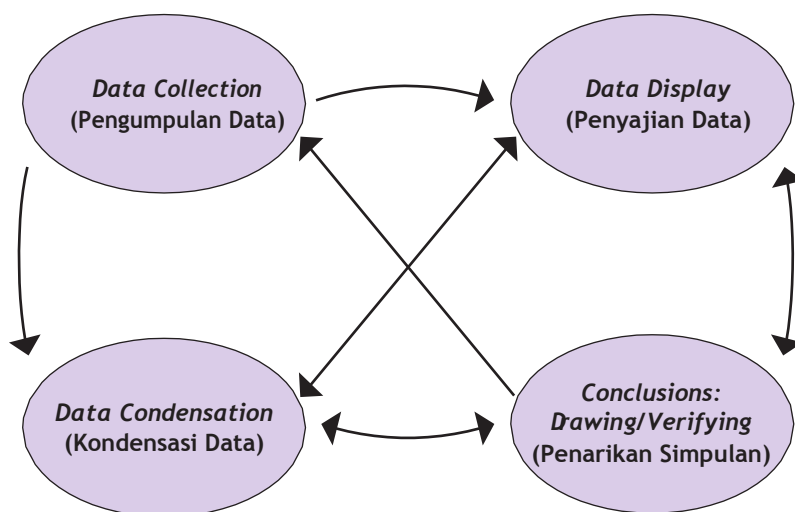 Data Collection
(Pengumpulan Data)
Data Display
(Penyajian Data)
Data Condensation
(Kondensasi Data)
Conclusions:
Drawing/Verifying
(Penarikan Simpulan)